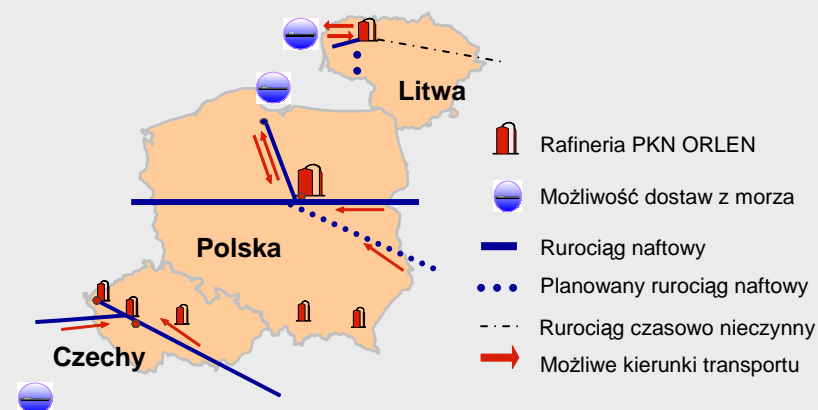 Litwa
Polska
Czechy
Rafineria PKN ORLEN
Możliwość dostaw z morza
Rurociąg naftowy
Planowany rurociąg naftowy
Rurociąg czasowo nieczynny
Możliwe kierunki transportu